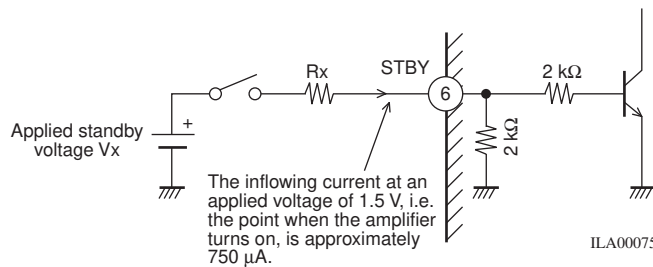 Rx
STBY
6
2 kΩ
2 kΩ
Applied standby
voltage Vx
+
The inflowing current at an
applied voltage of 1.5 V, i.e.
the point when the amplifier
turns on, is approximately
750 μA.
ILA00075